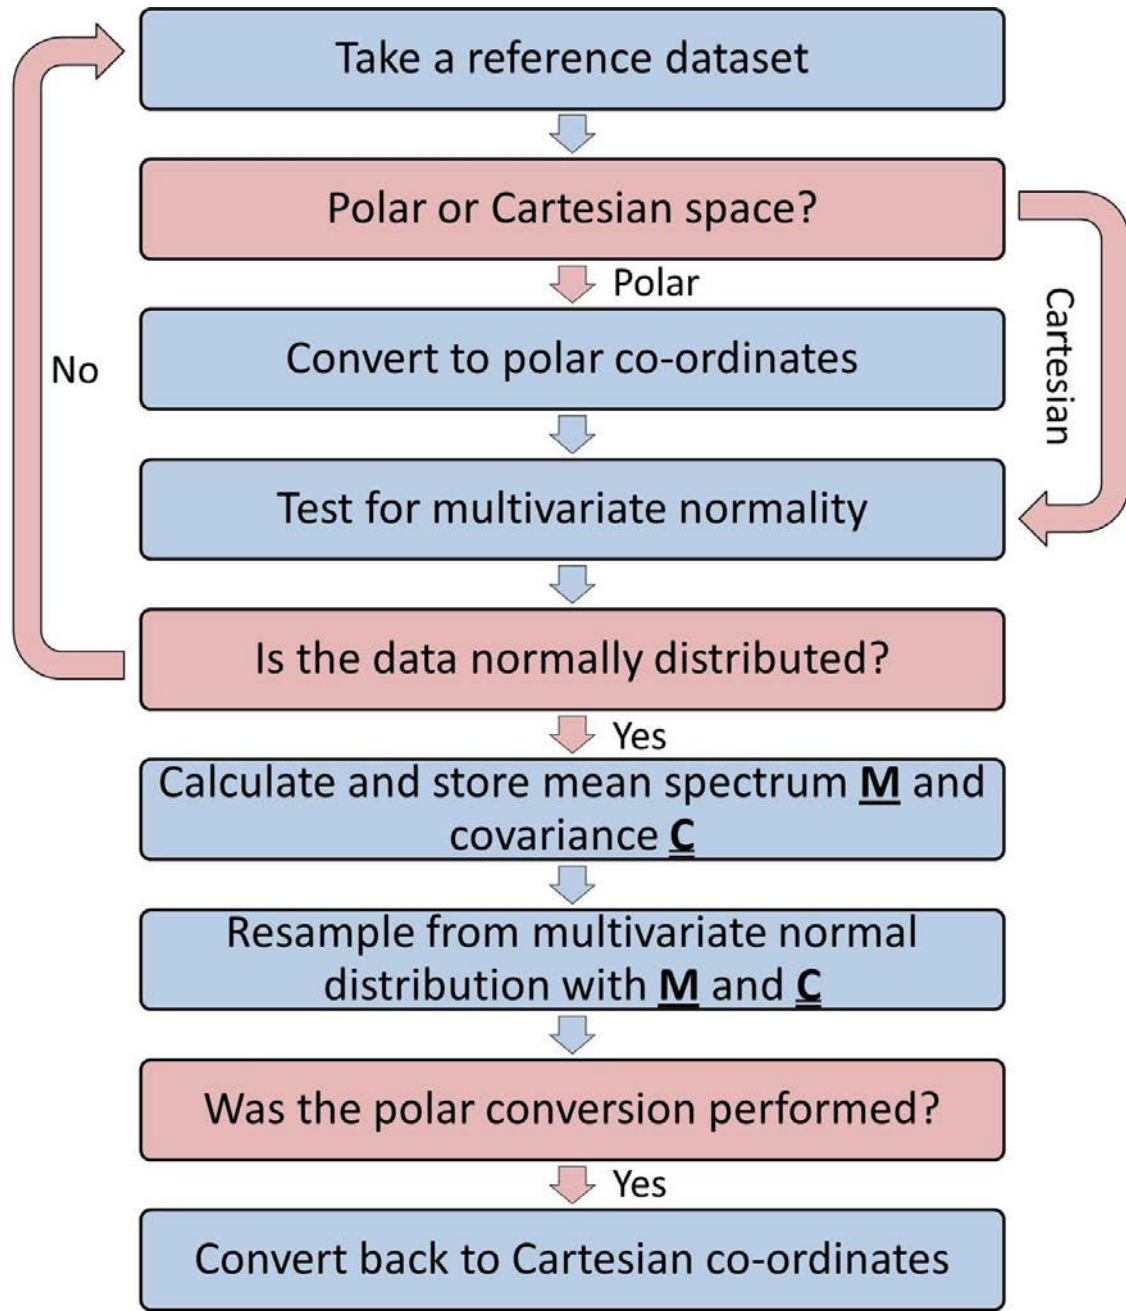 Take a reference dataset
Polar or Cartesian space?
Polar
Cartesian
Convert to polar co-ordinates
No
Test for multivariate normality
Is the data normally distributed?
Yes
Calculate and store mean spectrum M and
covariance C
Resample from multivariate normal
distribution with M and C
Was the polar conversion performed?
Yes
Convert back to Cartesian co-ordinates